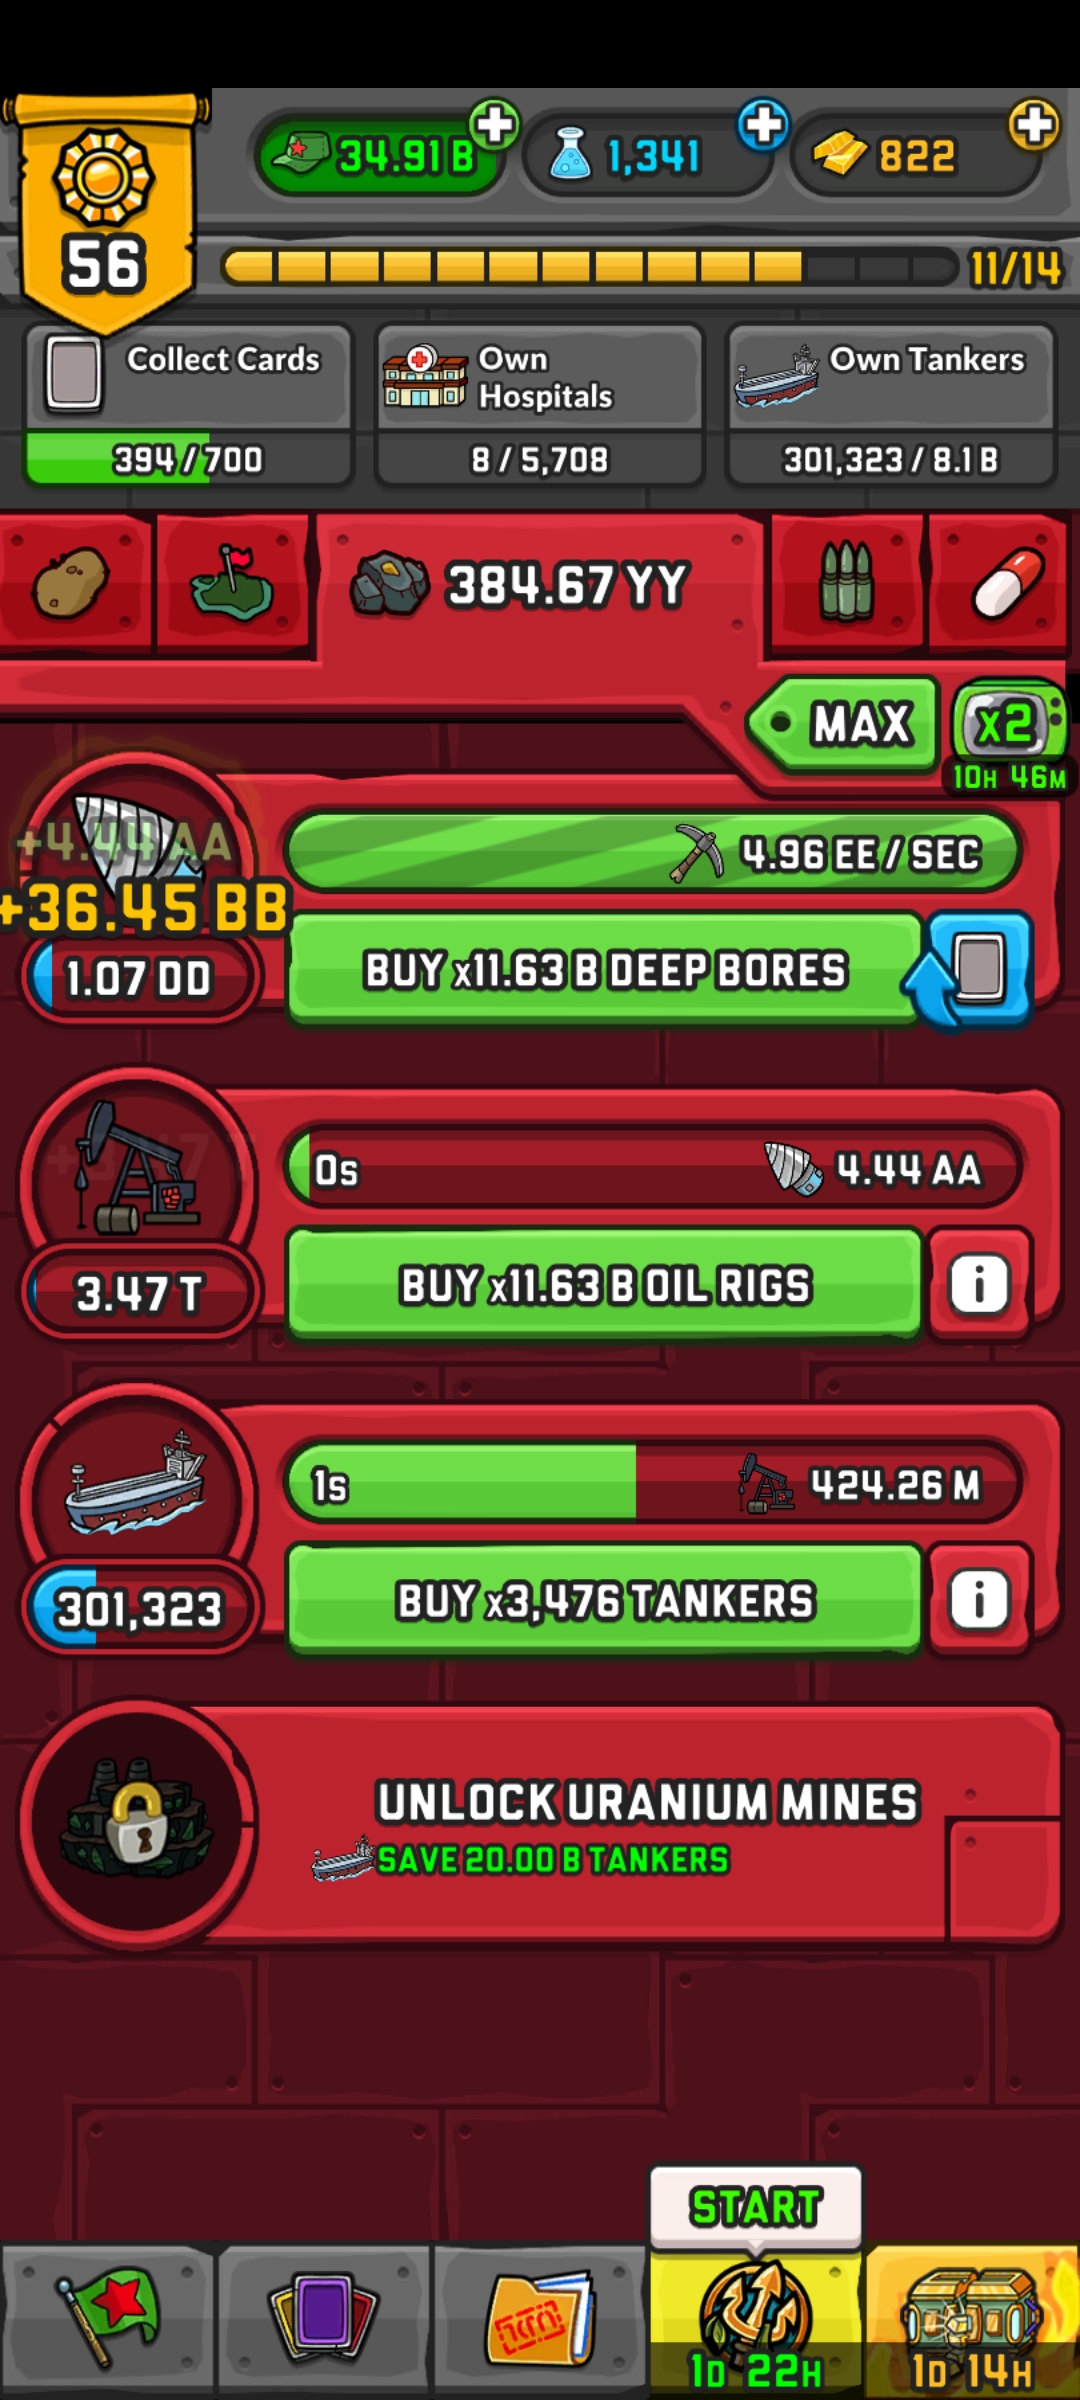 56
34.91 B
1,341
822
11/14
Collect Cards
394 / 700
Own
Hospitals
8 / 5,708
Own Tankers
301,323 / 8.1 B
384.67 YY
MAX
x2
10H 46M
+4.44 AA
+36.45 BB
1.07 DD
4.96 EE / SEC
BUY x11.63 B DEEP BORES
3.47 T
0s
4.44 AA
BUY x11.63 B OIL RIGS
i
301,323
1s
424.26 M
BUY x3,476 TANKERS
i
UNLOCK URANIUM MINES
SAVE 20.00 B TANKERS
START
1D 22H
1D 14H